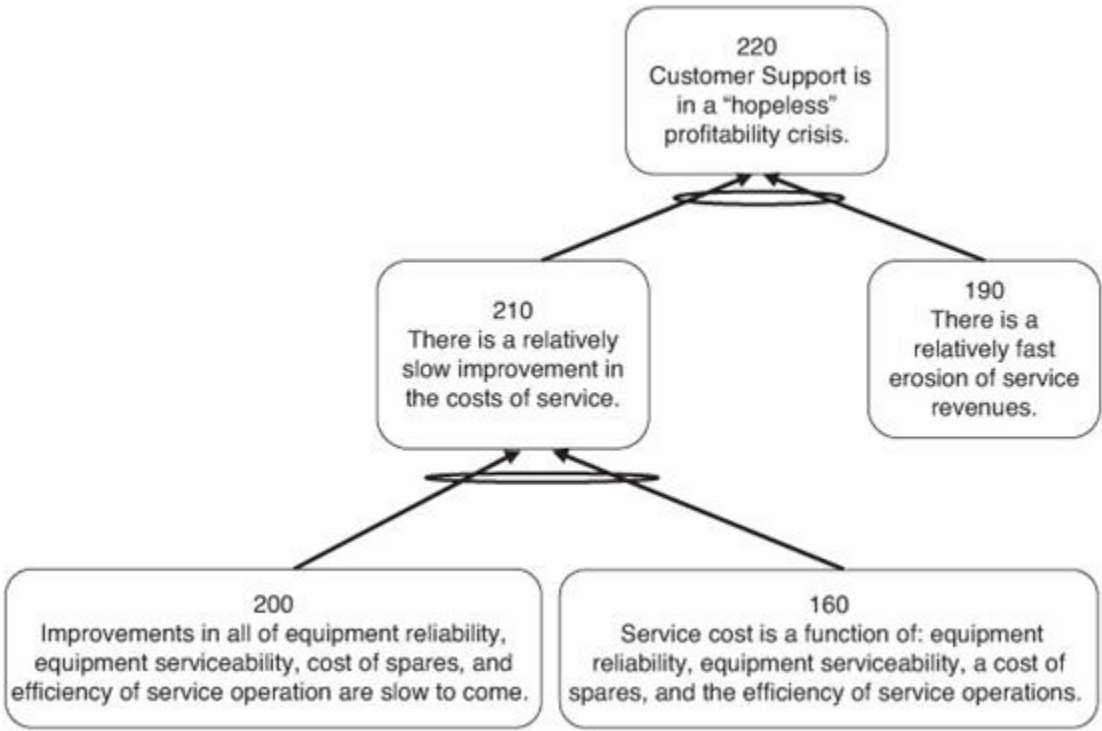 220
Customer Support is
in a “hopeless”
profitability crisis.
210
There is a relatively
slow improvement in
the costs of service.
190
There is a
relatively fast
erosion of service
revenues.
200
Improvements in all of equipment reliability,
equipment serviceability, cost of spares, and
efficiency of service operation are slow to come.
160
Service cost is a function of: equipment
reliability, equipment serviceability, a cost of
spares, and the efficiency of service operations.